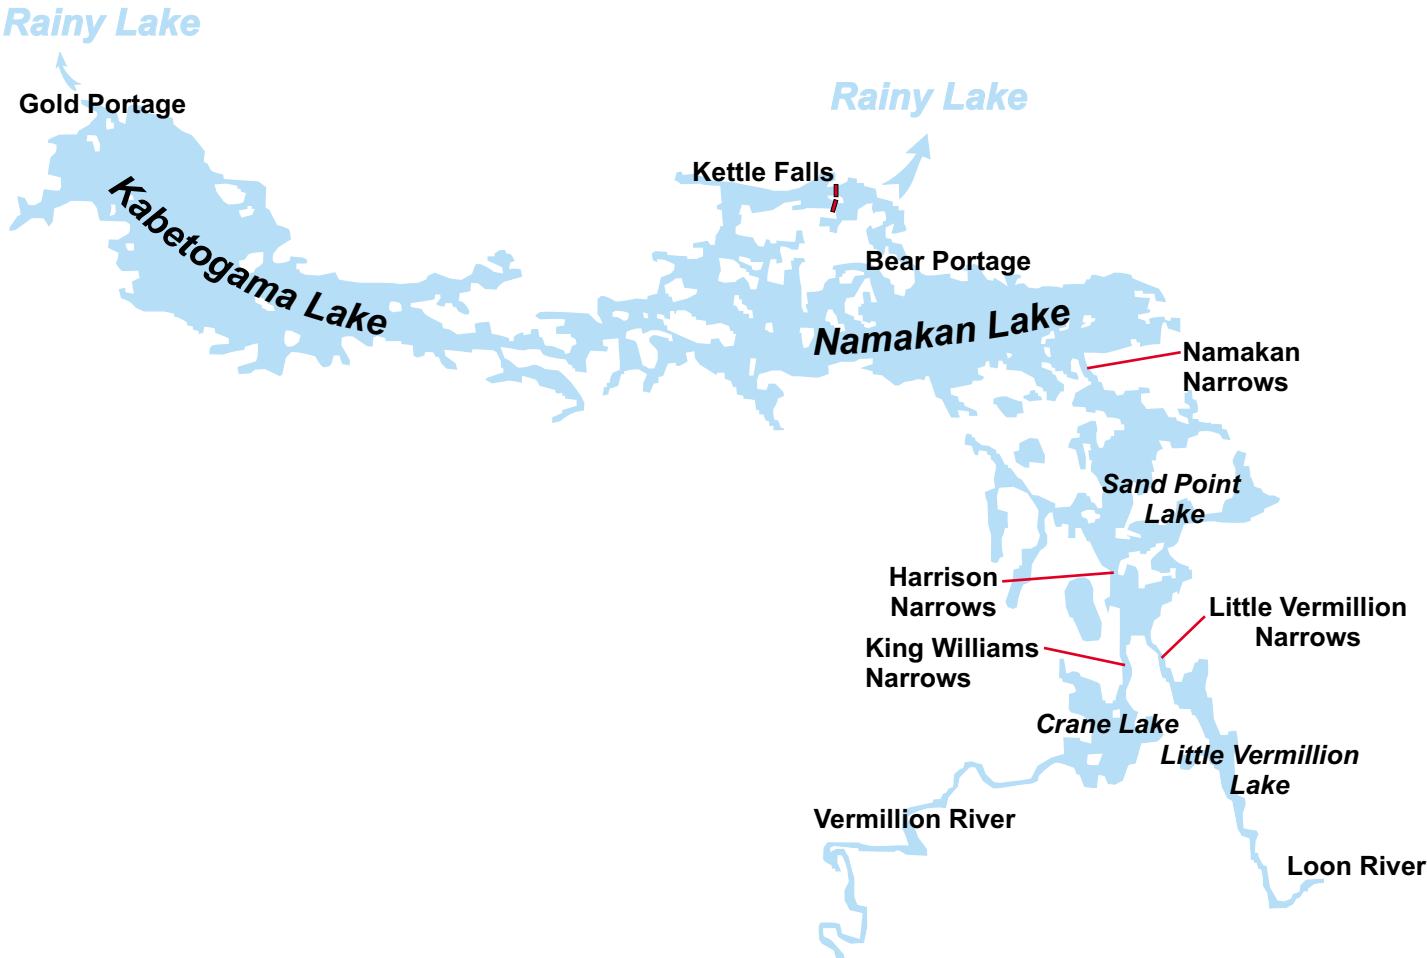 Rainy Lake
Gold Portage
Rainy Lake
Kettle Falls
Kabetogama Lake
Bear Portage
Namakan Lake
Namakan
Narrows
Sand Point
Lake
Harrison
Narrows
Little Vermillion
Narrows
King Williams
Narrows
Crane Lake
Little Vermillion
Lake
Vermillion River
Loon River